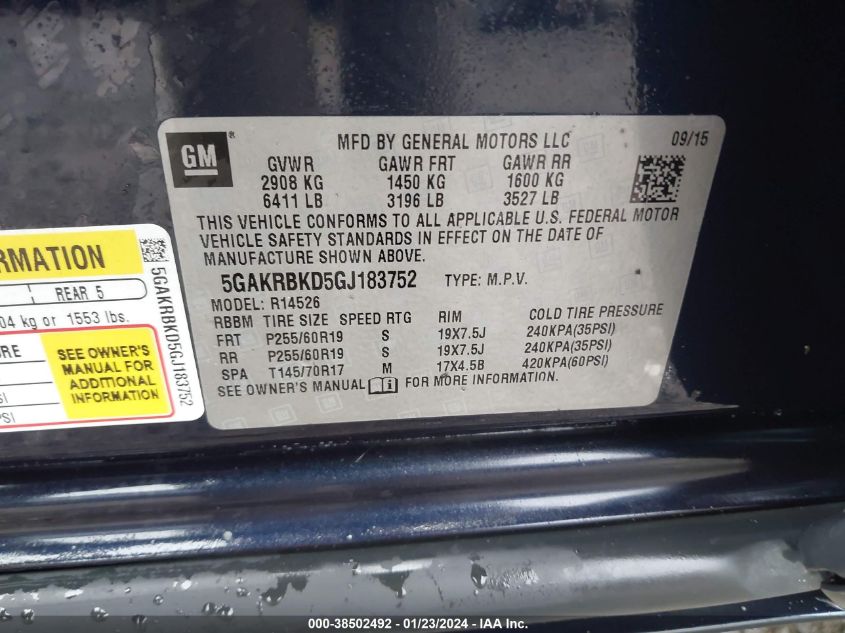 GM
MFD BY GENERAL MOTORS LLC 09/15
GVWR GAWR FRT GAWR RR
2908 KG 1450 KG 1600 KG
6411 LB 3196 LB 3527 LB
THIS VEHICLE CONFORMS TO ALL APPLICABLE U.S. FEDERAL MOTOR
VEHICLE SAFETY STANDARDS IN EFFECT ON THE DATE OF
MANUFACTURE SHOWN ABOVE.
5GAKRBKD5GJ183752 TYPE: M.P.V.
MODEL: R14526
RBBM TIRE SIZE SPEED RTG RIM COLD TIRE PRESSURE
FRT P255/60R19 S 19X7.5J 240KPA(35PSI)
RR P255/60R19 S 19X7.5J 240KPA(35PSI)
SPA T145/70R17 M 17X4.5B 420KPA(60PSI)
SEE OWNER'S MANUAL FOR MORE INFORMATION.
REAR 5
kg or 1553 lbs.
SEE OWNER'S
MANUAL FOR
ADDITIONAL
INFORMATION
5GAKRBKD5GJ183752
000-38502492 - 01/23/2024 - IAAI.COM